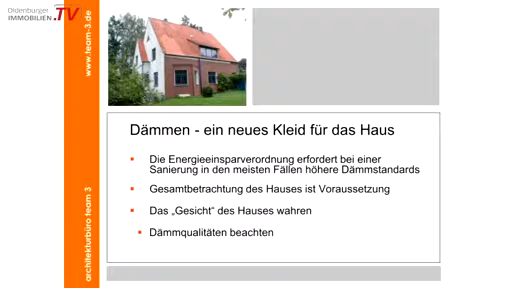 Oldenburger
IMMOBILIEN.TV
www.team-3.de
architekturbüro team 3
Dämmen - ein neues Kleid für das Haus
Die Energieeinsparverordnung erfordert bei einer
Sanierung in den meisten Fällen höhere Dämmstandards
Gesamtbetrachtung des Hauses ist Voraussetzung
Das „Gesicht“ des Hauses wahren
Dämmqualitäten beachten